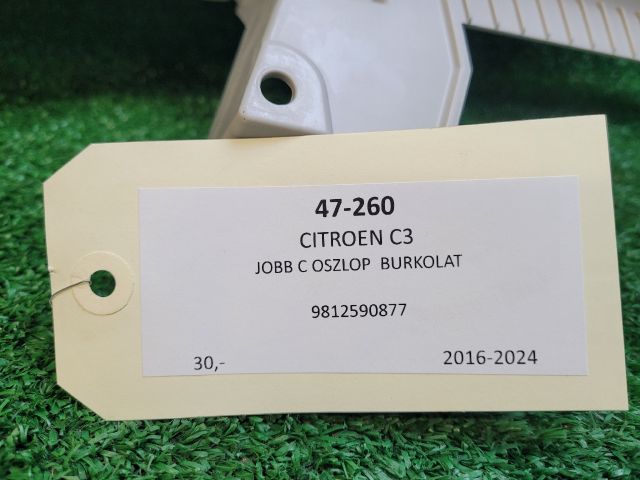 47-260
CITROEN C3
JOBB C OSZLOP BURKOLAT
9812590877
30,- 2016-2024